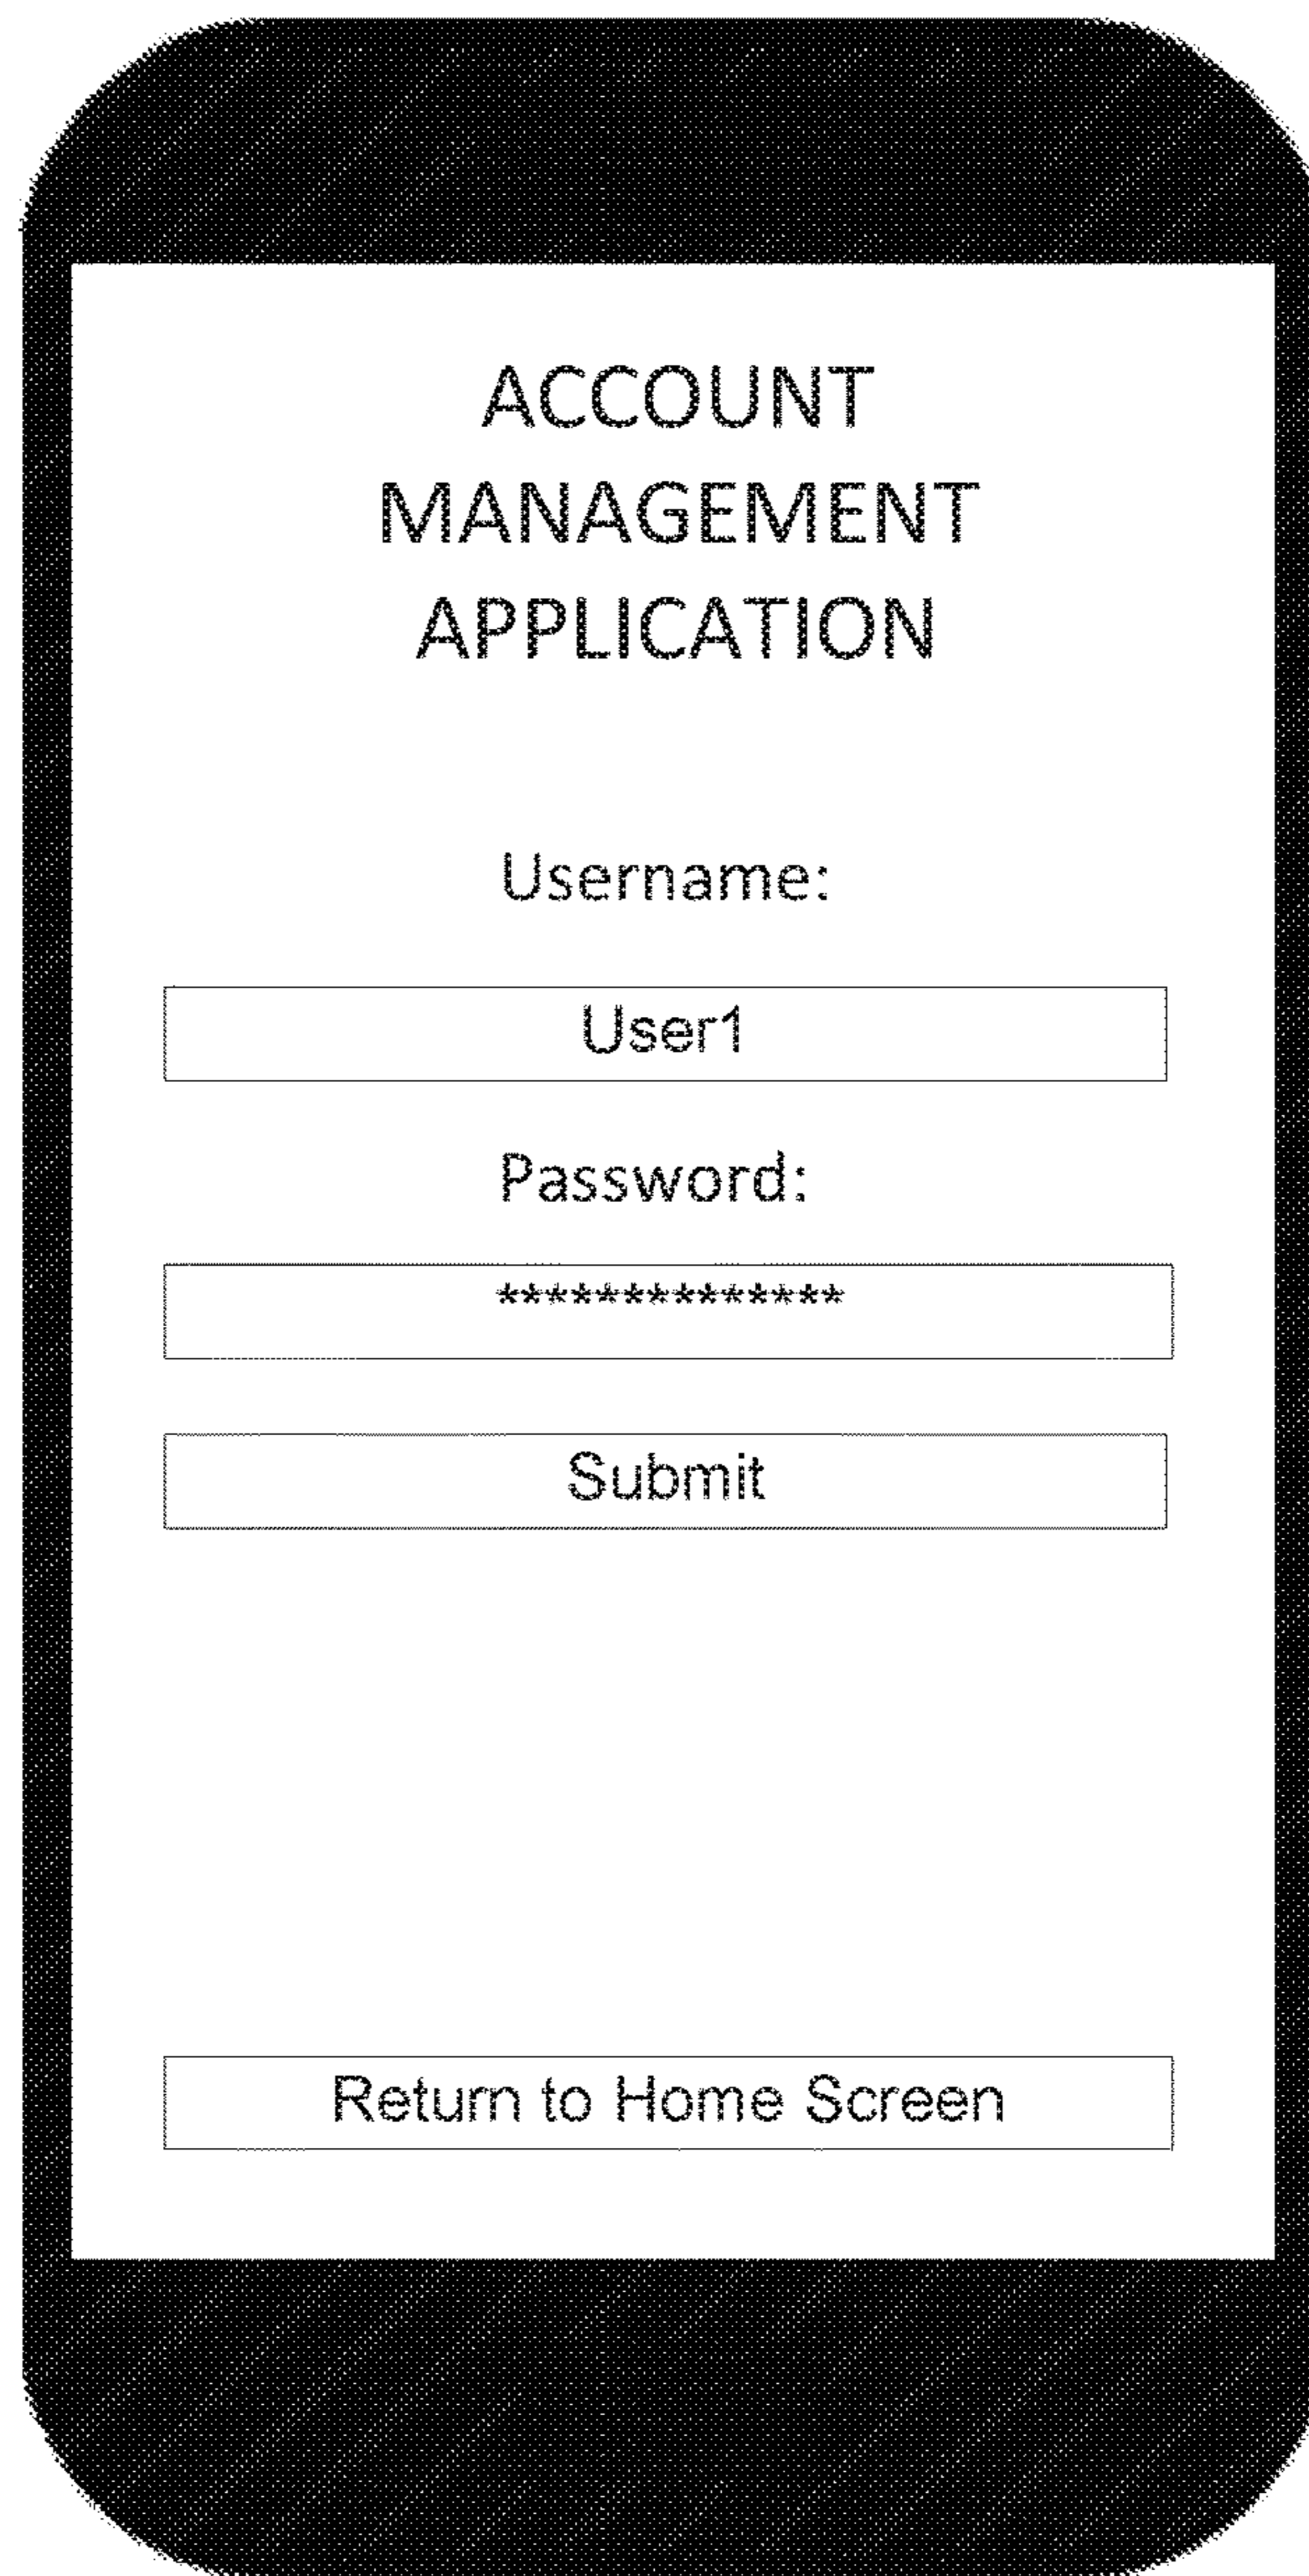 ACCOUNT
MANAGEMENT
APPLICATION
Username:
User1
Password:
**************
Submit
Return to Home Screen